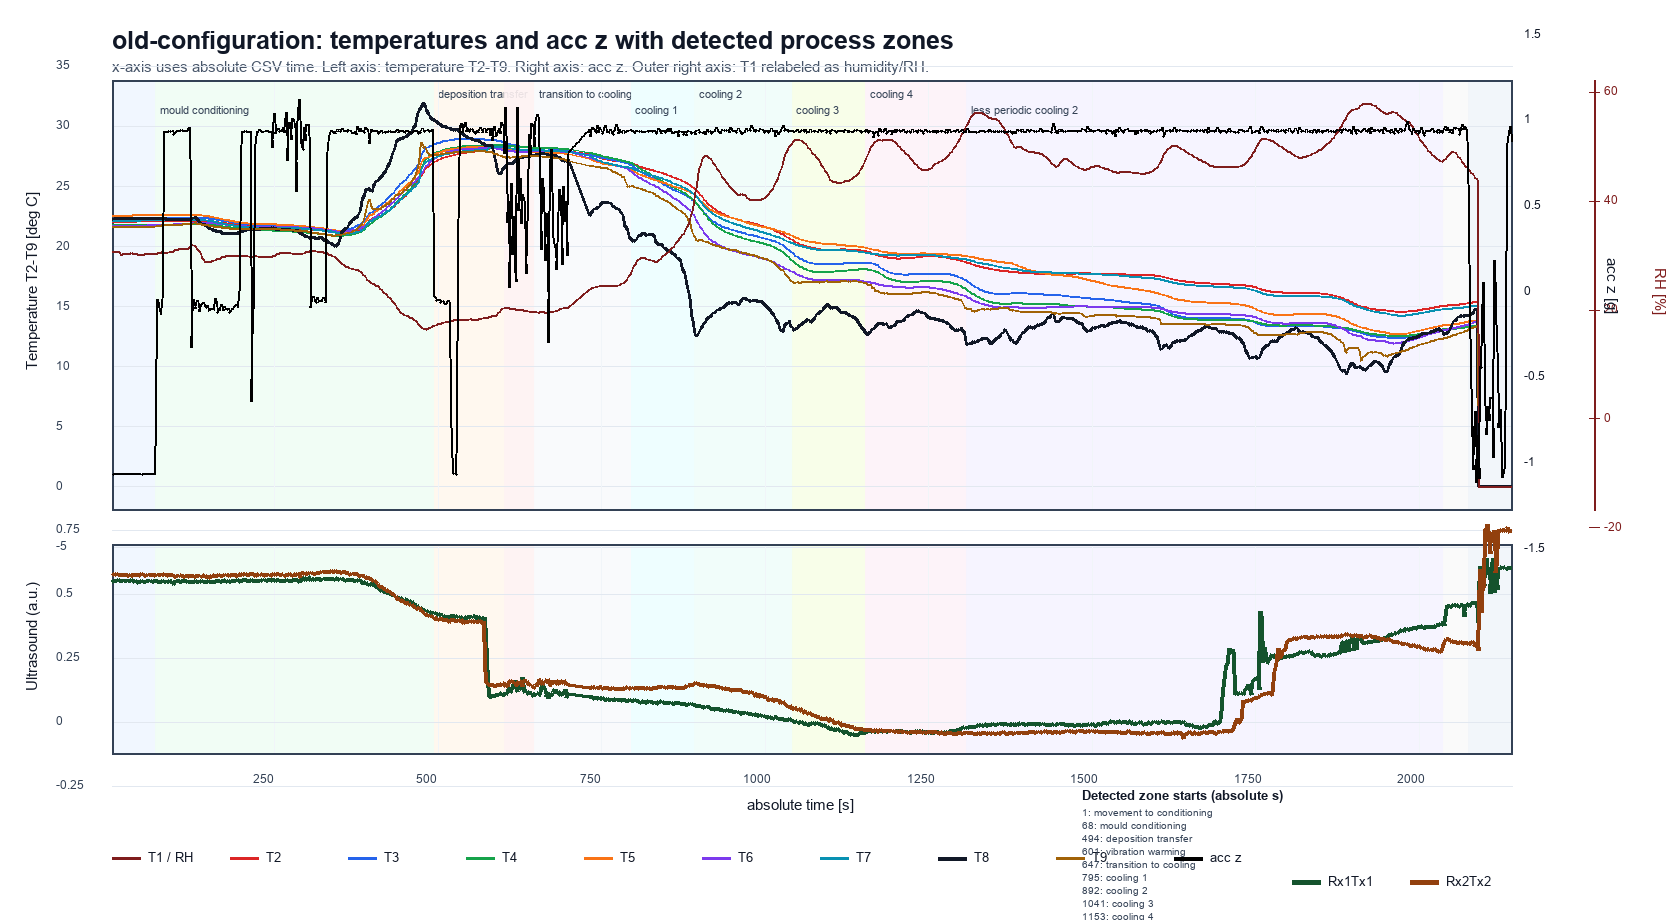 old-configuration: temperatures and acc z with detected process zones
x-axis uses absolute CSV time. Left axis: temperature T2-T9. Right axis: acc z. Outer right axis: T1 relabeled as humidity/RH.
1.5
35
deposition transfer
transition to cooling
cooling 2
cooling 4
60
mould conditioning
cooling 1
cooling 3
less periodic cooling 2
1
30
25
40
0.5
20
0
15
10
-0.5
5
0
-1
0
0.75
-20
-5
-1.5
0.5
0.25
0
-0.25
Temperature T2-T9 [deg C]
acc z [g]
RH [%]
Ultrasound (a.u.)
250 500 750 1000 1250 1500 1750 2000
absolute time [s]
Detected zone starts (absolute s)
1: movement to conditioning
68: mould conditioning
494: deposition transfer
601: vibration warming
647: transition to cooling
795: cooling 1
892: cooling 2
1041: cooling 3
1153: cooling 4
T1 / RH T2 T3 T4 T5 T6 T7 T8 T9 acc z
Rx1Tx1 Rx2Tx2